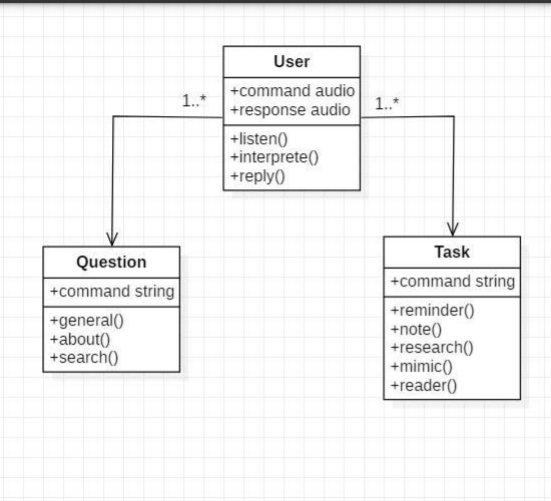 User
+command audio
+response audio
+listen()
+interprete()
+reply()
1..*
1..*
Question
+command string
+general()
+about()
+search()
Task
+command string
+reminder()
+note()
+research()
+mimic()
+reader()